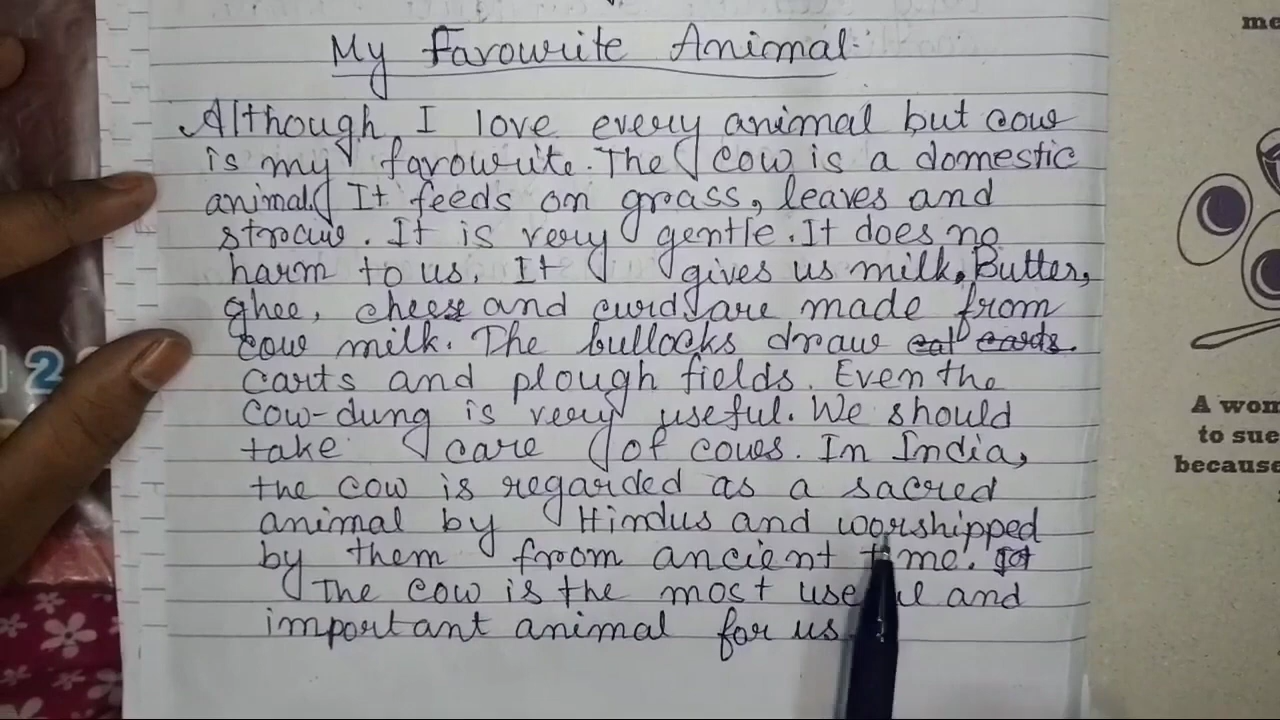 My Favourite Animal
Although I love every animal but cow
is my favourite. The cow is a domestic
animal. It feeds on grass, leaves and
straw. It is very gentle. It does no
harm to us. It gives us milk. Butter,
ghee, cheese and curd are made from
cow milk. The bullocks draw
carts and plough fields. Even the
cow-dung is very useful. We should
take care of cows. In India,
the cow is regarded as a sacred
animal by Hindus and worshipped
by them from ancient time.
The cow is the most useful and
important animal for us
12
me
A wom
to sue
because